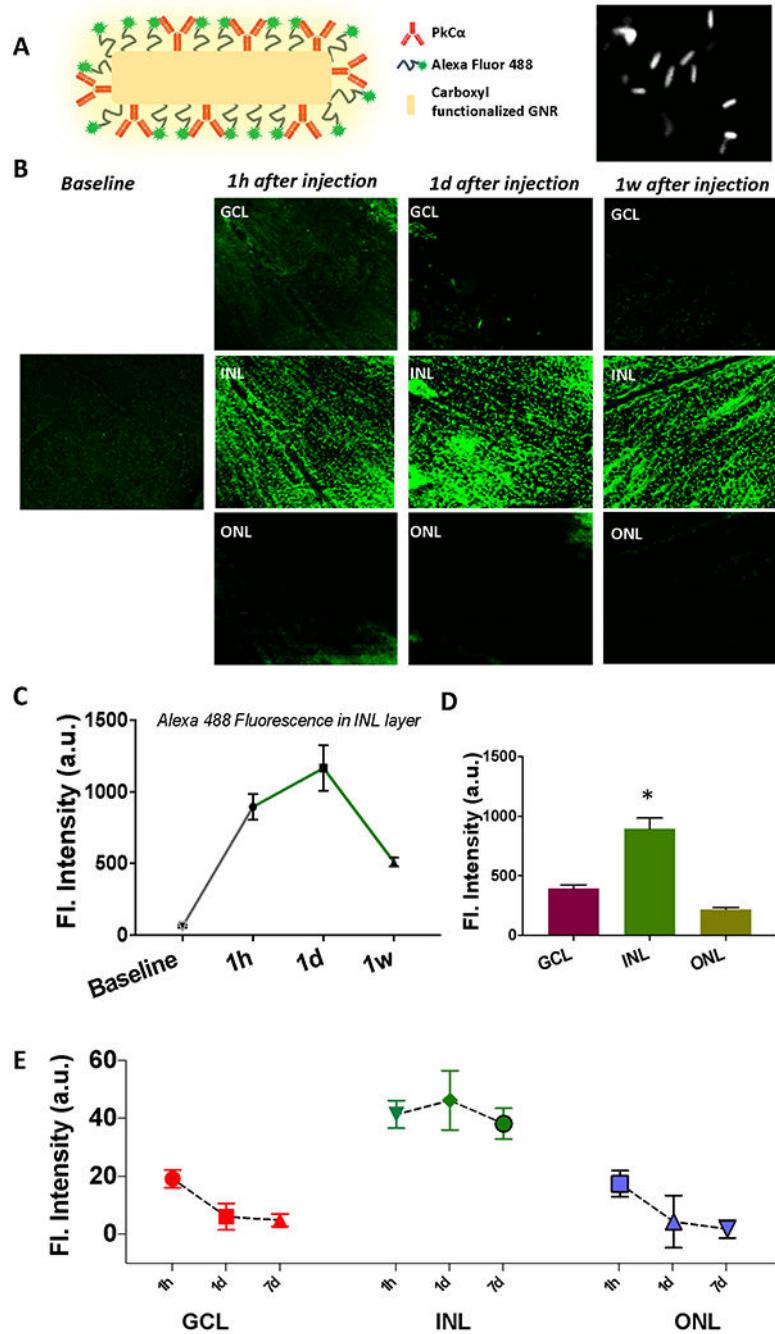 A
PkCα
Alexa Fluor 488
Carboxyl
functionalized GNR
B
Baseline
1h after injection
1d after injection
1w after injection
GCL
GCL
GCL
INL
INL
INL
ONL
ONL
ONL
C
Alexa 488 Fluorescence in INL layer
Fl. Intensity (a.u.)
1500
1000
500
0
Baseline
1h
1d
1w
D
Fl. Intensity (a.u.)
1500
1000
500
0
*
GCL
INL
ONL
E
Fl. Intensity (a.u.)
60
40
20
0
1h
1d
7d
1h
1d
7d
1h
1d
7d
GCL
INL
ONL